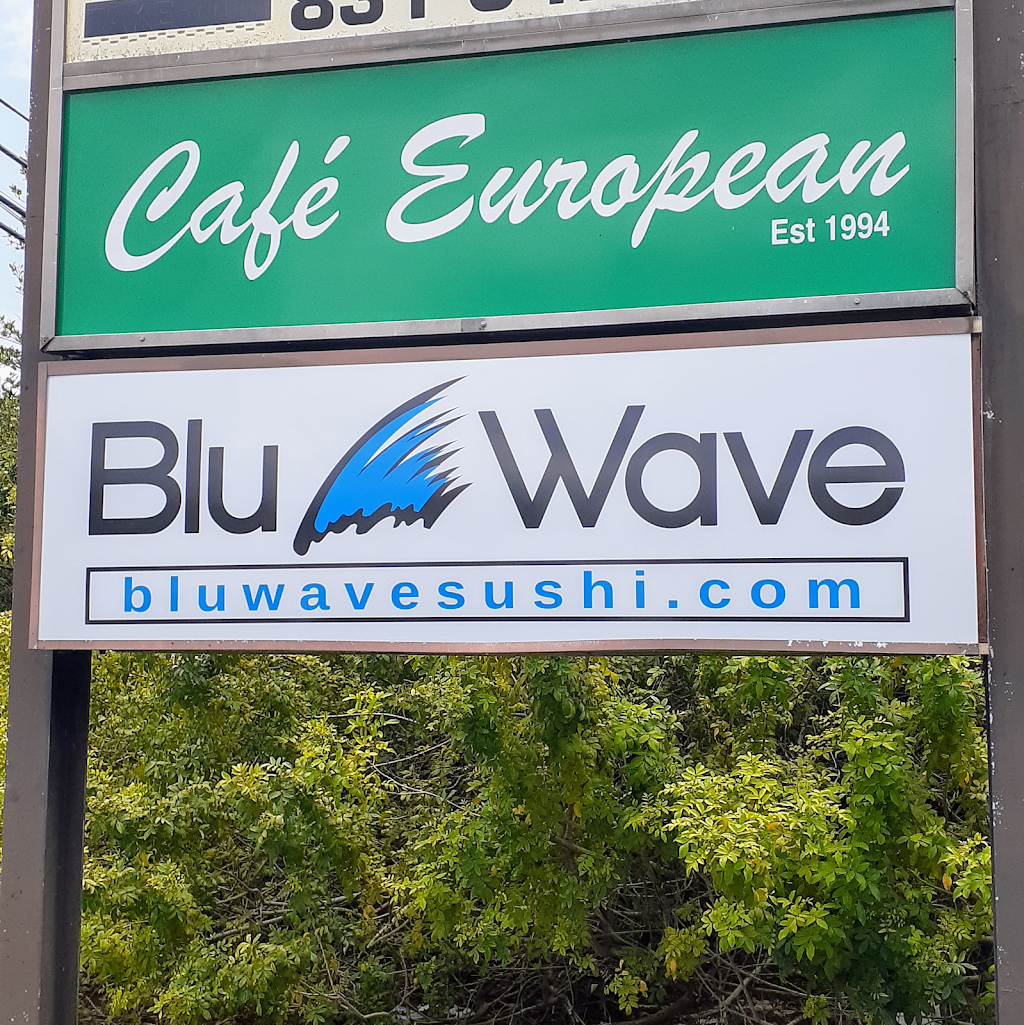 Café European
Est 1994
Blu Wave
bluwavesushi.com